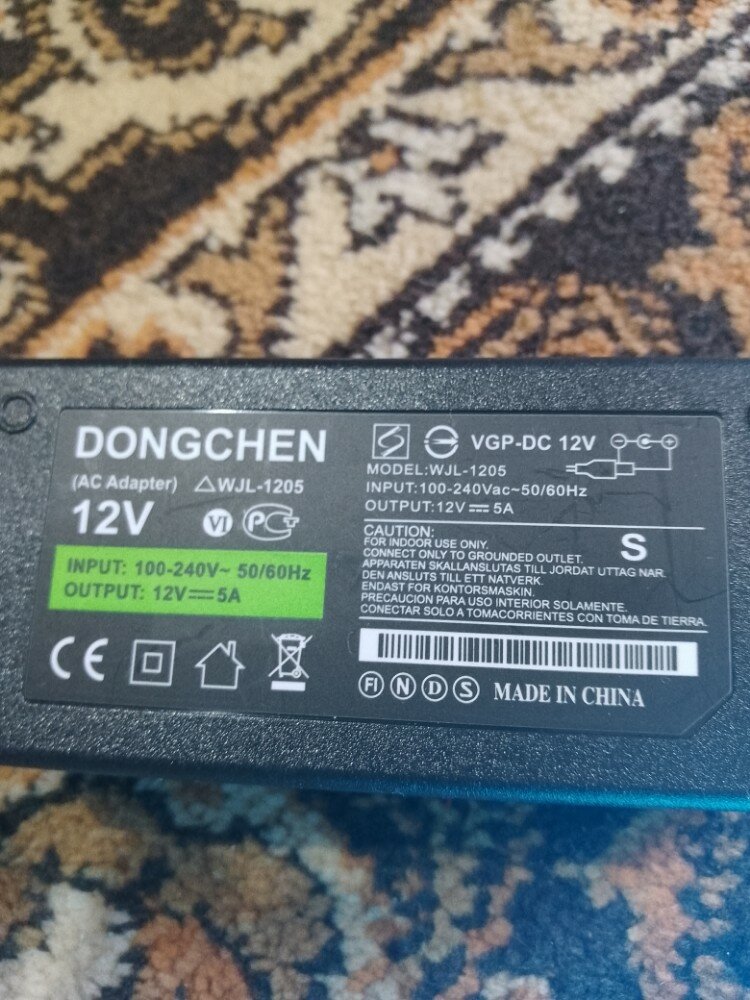 DONGCHEN
(AC Adapter) △WJL-1205
12V
VI
INPUT: 100-240V~ 50/60Hz
OUTPUT: 12V⎓5A
CE
VGP-DC 12V
MODEL:WJL-1205
INPUT:100-240Vac~50/60Hz
OUTPUT:12V⎓5A
CAUTION:
FOR INDOOR USE ONLY.
CONNECT ONLY TO GROUNDED OUTLET.
APPARATEN SKALLANSLUTAS TILL JORDAT UTTAG NAR
DEN ANSLUTS TILL ETT NATVERK.
ENDAST FOR KONTORSMASKIN.
PRECAUCION PARA USO INTERIOR SOLAMENTE.
CONECTAR SOLO A TOMACORRIENTES CON TOMA DE TIERRA.
S
FI N D S MADE IN CHINA